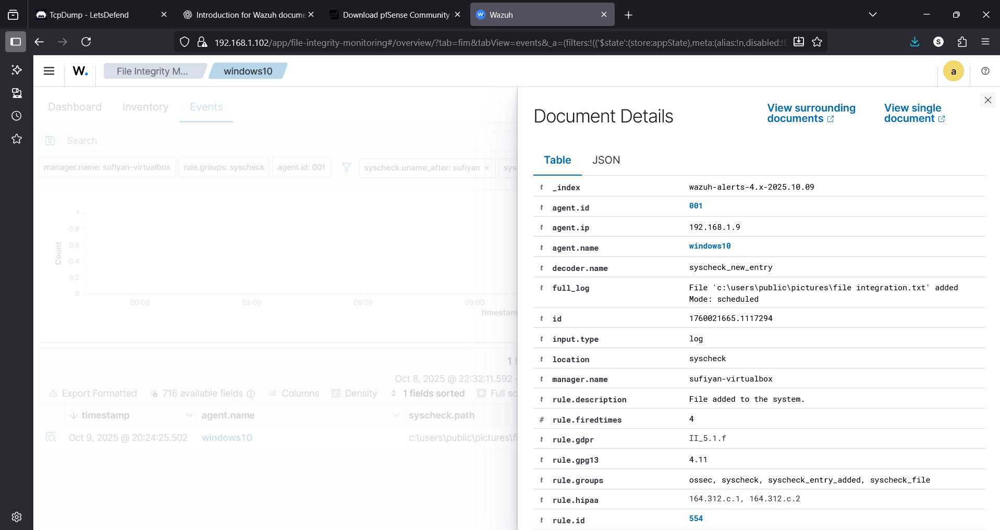 TcpDump - LetsDefend
Introduction for Wazuh docume
Download pfSense Community
Wazuh
192.168.1.102/app/file-integrity-monitoring#/overview/?tab=fim&tabView=events&_a=(filters:!(('$state':(store:appState),meta:(alias:!n,disabled:!f,
S
W.
File Integrity M...
windows10
a
Dashboard
Inventory
Events
Search
manager.name: sufiyan-virtualbox
rule.groups: syscheck
agent.id: 001
syscheck.uname_after: sufiyan
sys
Count
1
0.8
0.6
0.4
0.2
0
00:00
03:00
06:00
09:00
timestam
1 h
Oct 8, 2025 @ 22:32:11.592 -
Export Formatted
716 available fields
Columns
Density
1 fields sorted
Full sc
timestamp
agent.name
syscheck.path
Oct 9, 2025 @ 20:24:25.502
windows10
c:\users\public\pictures\fi
Document Details
View surrounding
documents
View single
document
Table
JSON
t _index wazuh-alerts-4.x-2025.10.09
t agent.id 001
t agent.ip 192.168.1.9
t agent.name windows10
t decoder.name syscheck_new_entry
t full_log File 'c:\users\public\pictures\file integration.txt' added
Mode: scheduled
t id 1760021665.1117294
t input.type log
t location syscheck
t manager.name sufiyan-virtualbox
t rule.description File added to the system.
# rule.firedtimes 4
t rule.gdpr II_5.1.f
t rule.gpg13 4.11
t rule.groups ossec, syscheck, syscheck_entry_added, syscheck_file
t rule.hipaa 164.312.c.1, 164.312.c.2
t rule.id 554